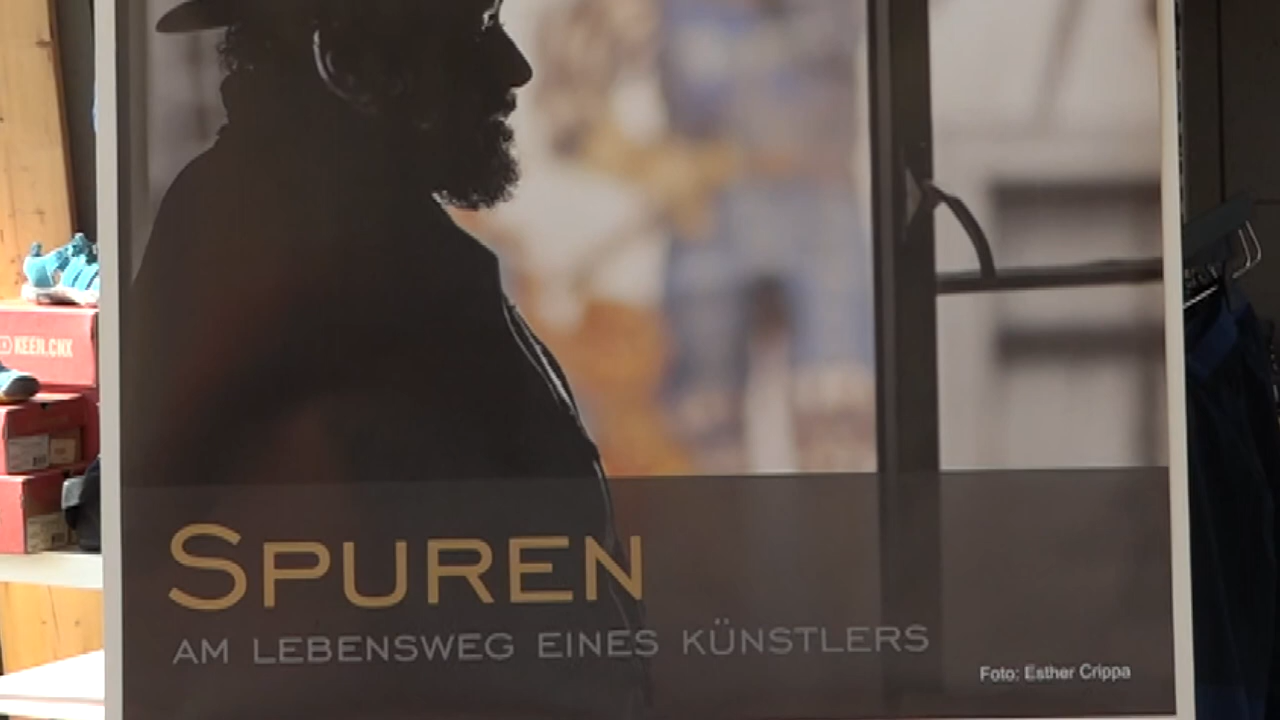 KEEN.CNX
SPUREN
AM LEBENSWEG EINES KÜNSTLERS
Foto: Esther Crippa